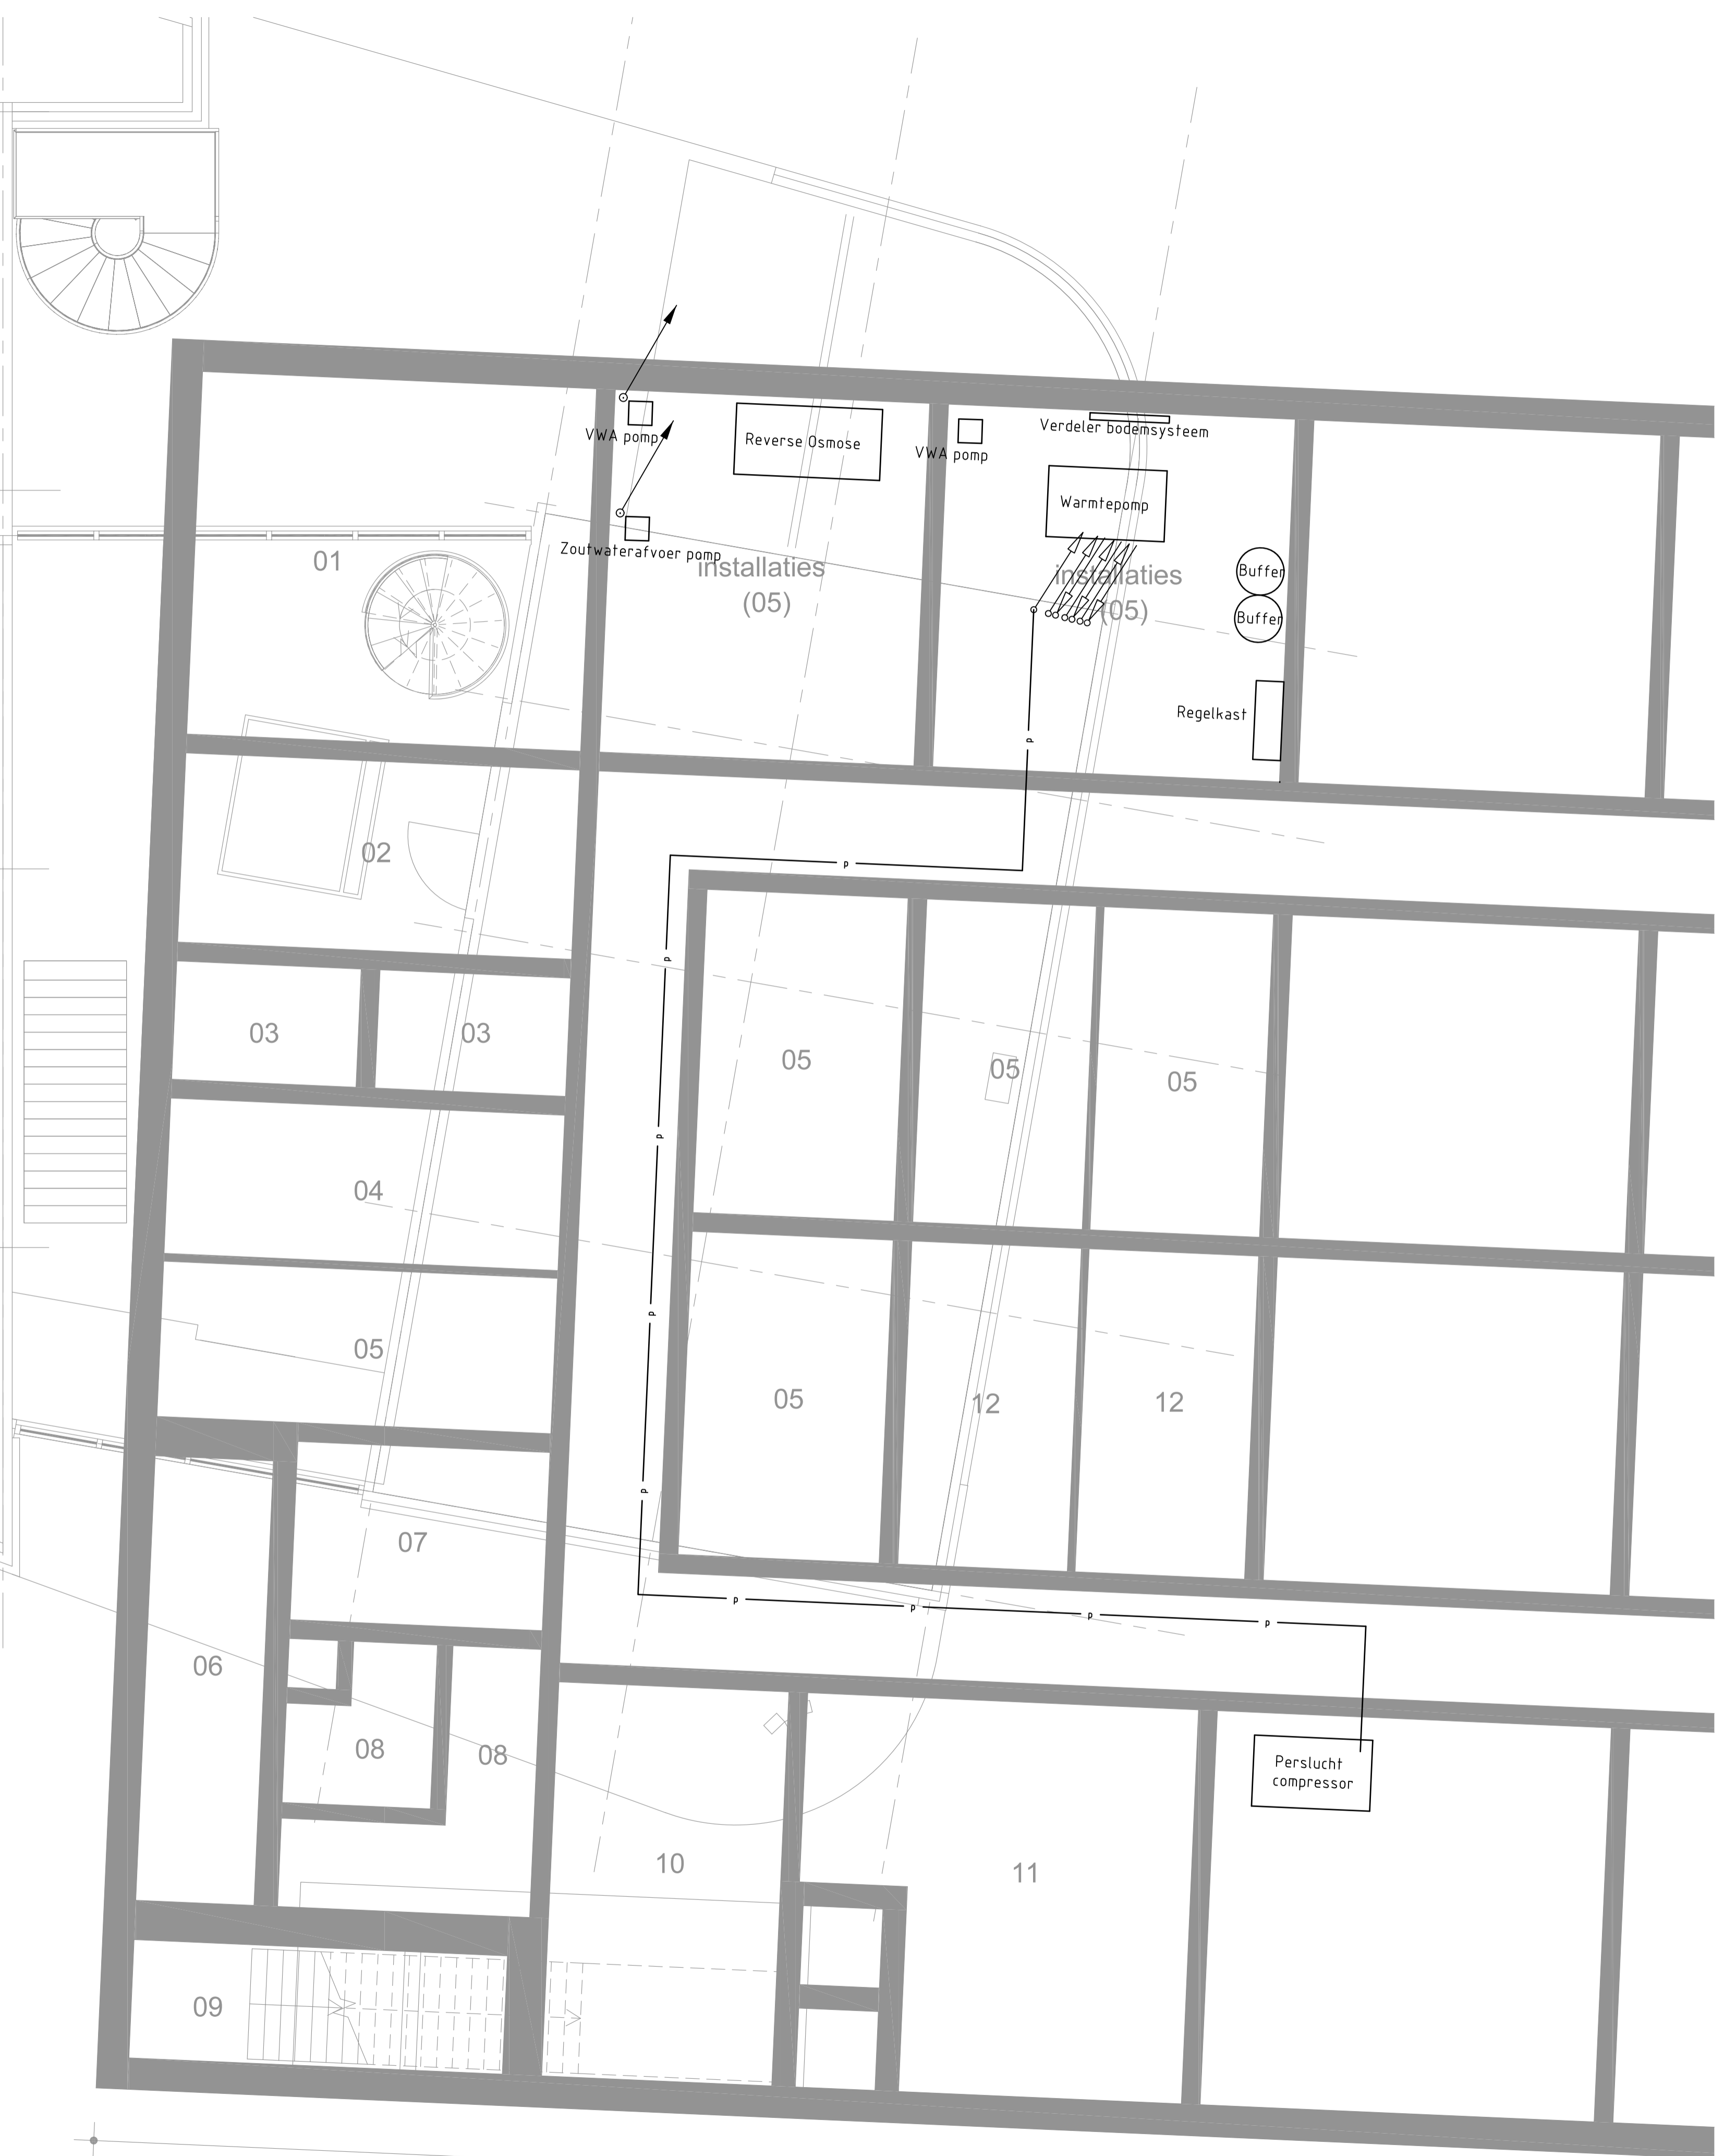 VWA pomp
Reverse Osmose
Verdeler bodemsysteem
VWA pomp
Warmtepomp
Zoutwaterafvoer pomp
01
installaties
(05)
installaties
(05)
Buffer
Buffer
Regelkast
p
02
p
p
03
03
05
05
05
p
04
p
05
05
12
12
p
07
p
p
p
p
06
08
08
Perslucht
compressor
10
11
09